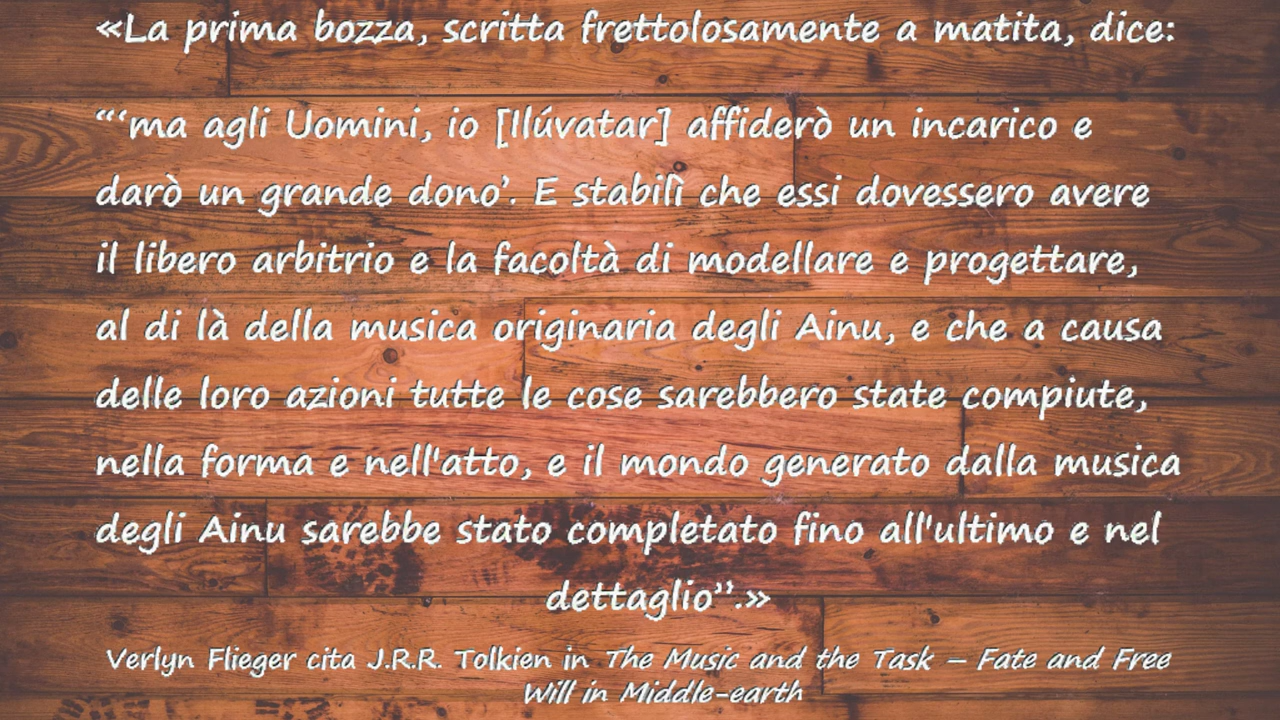 «La prima bozza, scritta frettolosamente a matita, dice:
“‘ma agli Uomini, io [Ilúvatar] affiderò un incarico e
darò un grande dono’. E stabilì che essi dovessero avere
il libero arbitrio e la facoltà di modellare e progettare,
al di là della musica originaria degli Ainu, e che a causa
delle loro azioni tutte le cose sarebbero state compiute,
nella forma e nell'atto, e il mondo generato dalla musica
degli Ainu sarebbe stato completato fino all'ultimo e nel
dettaglio”.»
Verlyn Flieger cita J.R.R. Tolkien in The Music and the Task – Fate and Free
Will in Middle-earth